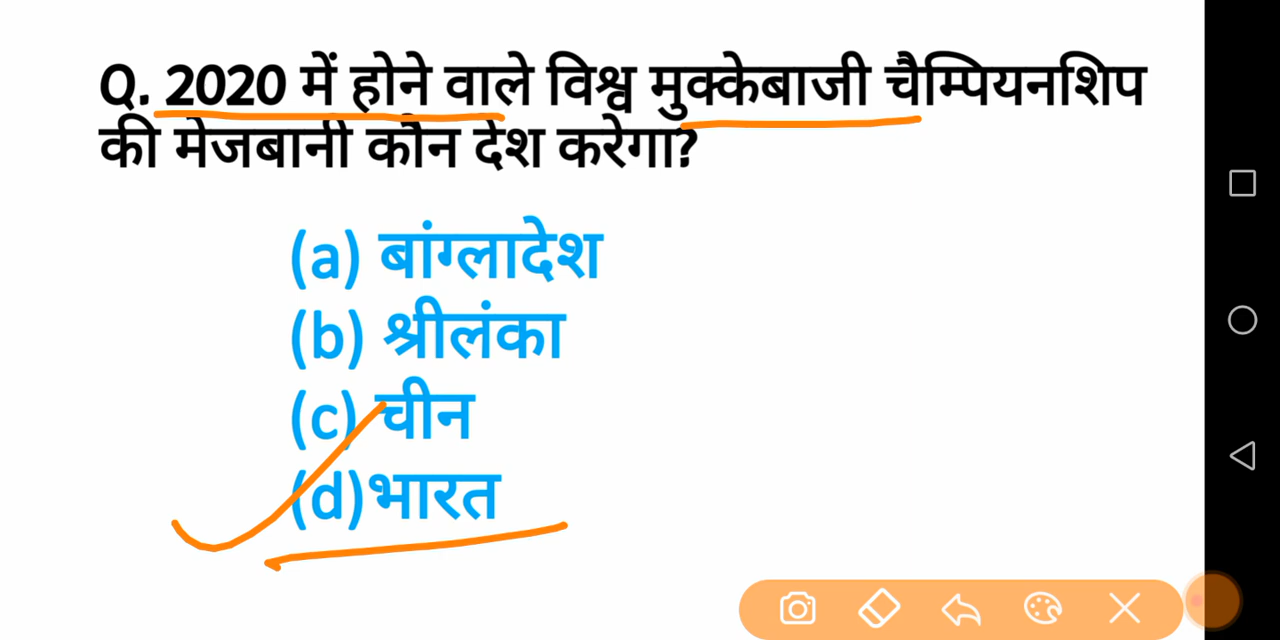 Q. 2020 में होने वाले विश्व मुक्केबाजी चैम्पियनशिप
की मेजबानी कौन देश करेगा?
(a) बांग्लादेश
(b) श्रीलंका
(c) चीन
(d)भारत